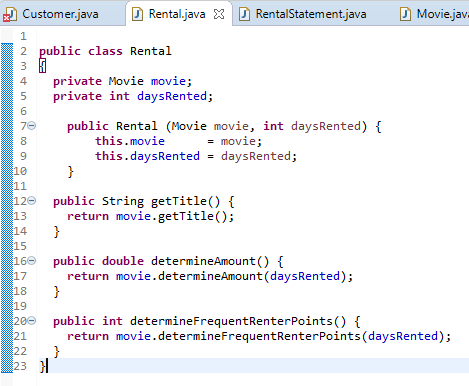 Customer.java Rental.java RentalStatement.java Movie.java
1
2 public class Rental
3 {
4 private Movie movie;
5 private int daysRented;
6
7 public Rental (Movie movie, int daysRented) {
8 this.movie = movie;
9 this.daysRented = daysRented;
10 }
11
12 public String getTitle() {
13 return movie.getTitle();
14 }
15
16 public double determineAmount() {
17 return movie.determineAmount(daysRented);
18 }
19
20 public int determineFrequentRenterPoints() {
21 return movie.determineFrequentRenterPoints(daysRented);
22 }
23 }